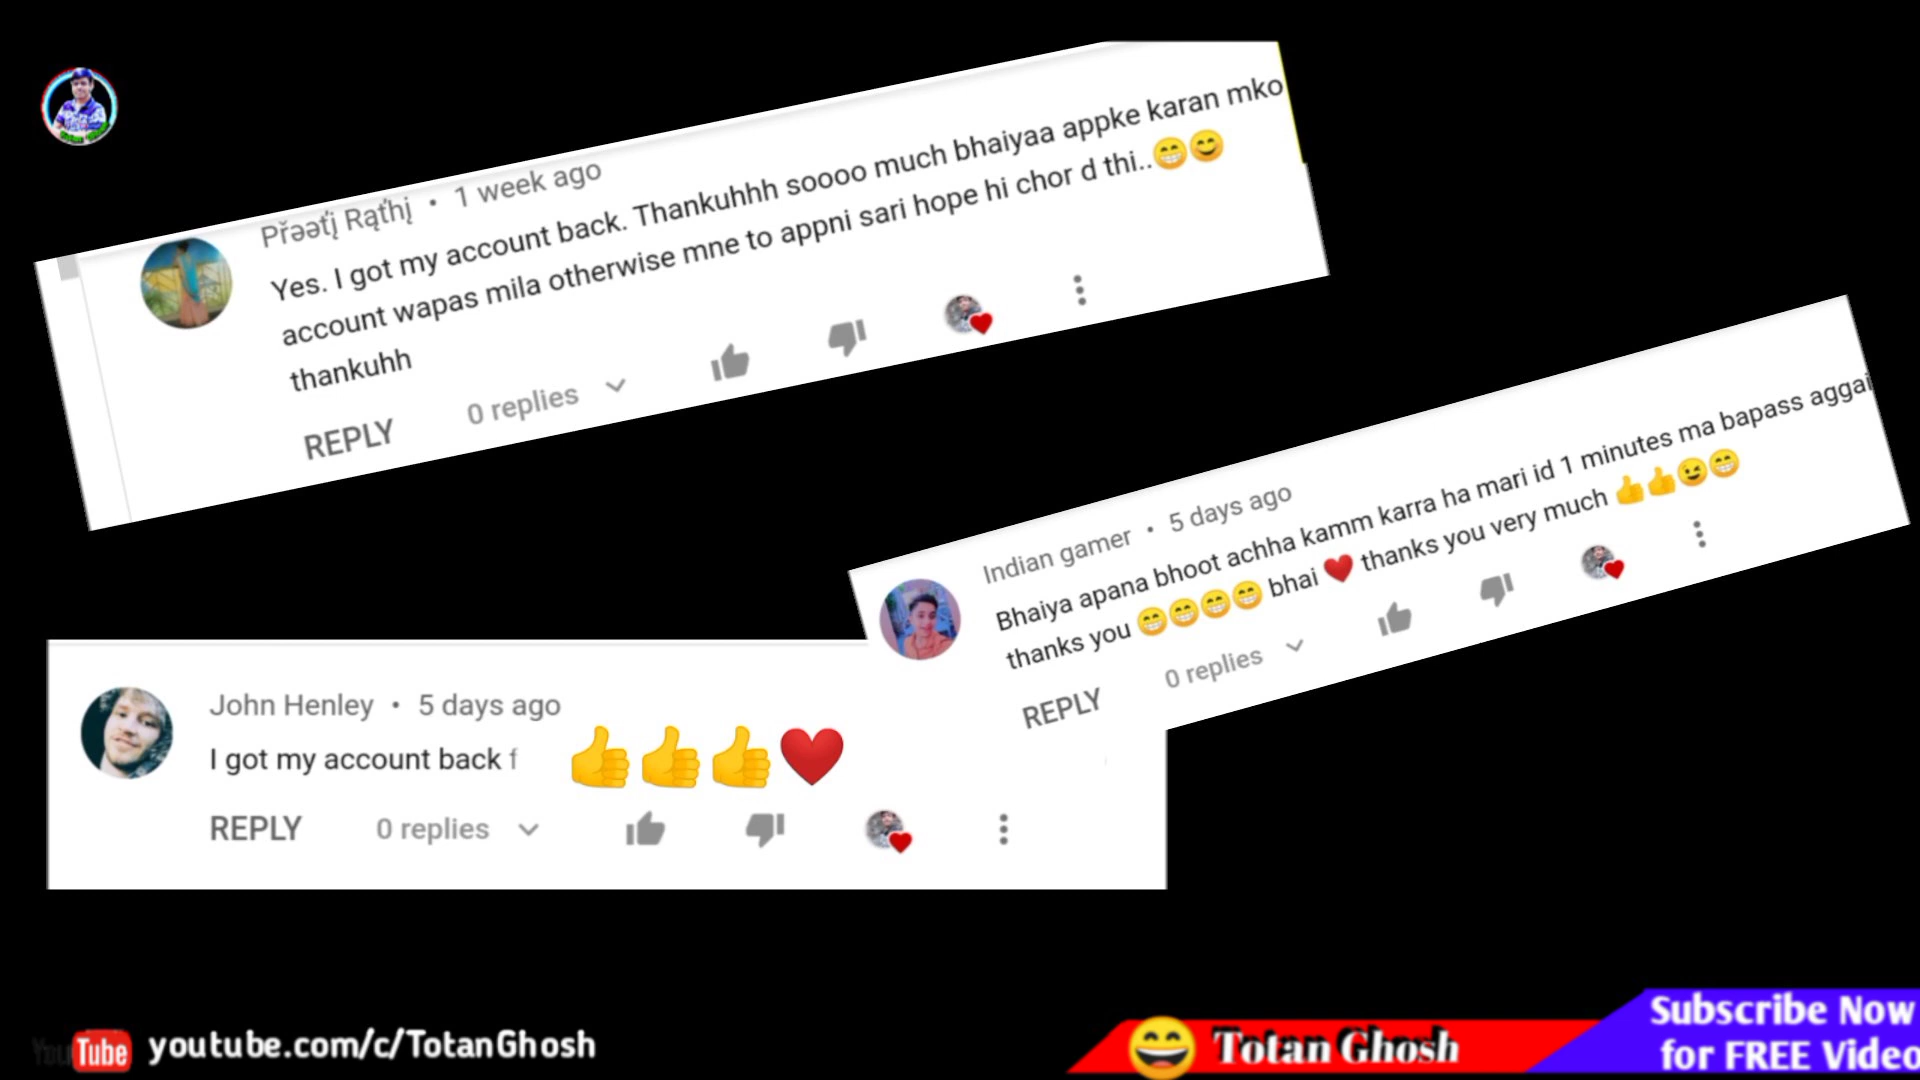 Přəəťį Rąťhį • 1 week ago
Yes. I got my account back. Thankuhhh soooo much bhaiyaa appke karan mko
account wapas mila otherwise mne to appni sari hope hi chor d thi..😁😊
thankuhh
REPLY 0 replies
Indian gamer • 5 days ago
Bhaiya apana bhoot achha kamm karra ha mari id 1 minutes ma bapass aggai
thanks you 😁😁😁😁 bhai ❤️ thanks you very much 👍👍😉😁
REPLY 0 replies
John Henley • 5 days ago
I got my account back f 👍👍👍❤️
REPLY 0 replies
YouTube youtube.com/c/TotanGhosh
Totan Ghosh
Subscribe Now
for FREE Video